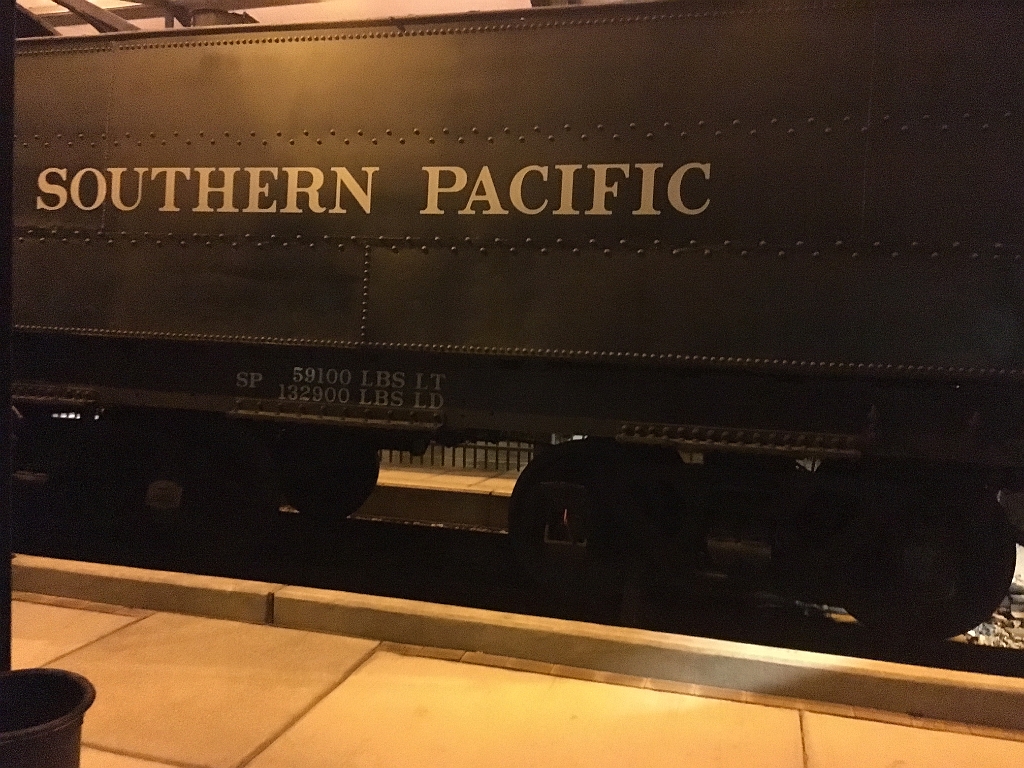 SOUTHERN PACIFIC
SP 59100 LBS LT
132900 LBS LD